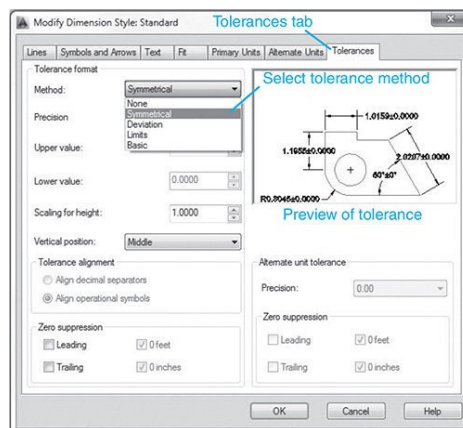 Modify Dimension Style: Standard
Tolerances tab
Lines
Symbols and Arrows
Text
Fit
Primary Units
Alternate Units
Tolerances
Tolerance format
Method:
Symmetrical
Select tolerance method
None
Symmetrical
Deviation
Limits
Basic
Precision
Upper value:
Lower value:
0.0000
Scaling for height:
1.0000
Vertical position:
Middle
1.0159±0.0000
1.1955±0.0000
2.0207±0.0000
60°±0°
R0.8045±0.0000
Preview of tolerance
Tolerance alignment
Align decimal separators
Align operational symbols
Zero suppression
Leading
0 feet
Trailing
0 inches
Alternate unit tolerance
Precision:
0.00
Zero suppression
Leading
0 feet
Trailing
0 inches
OK
Cancel
Help